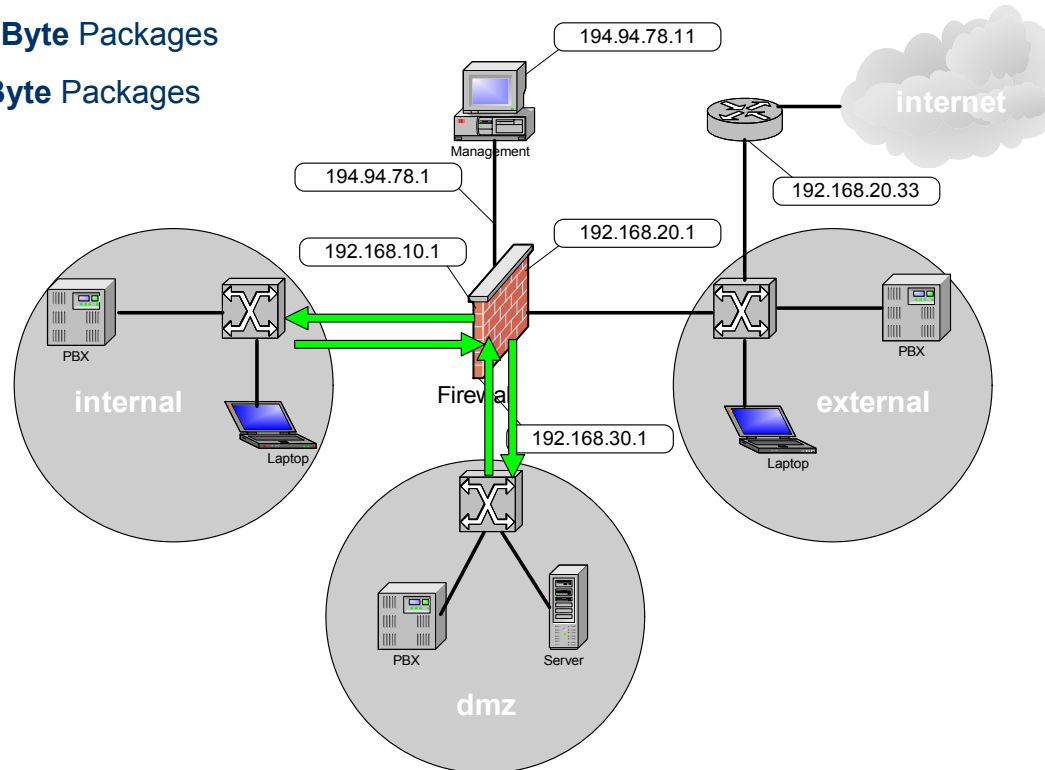 Byte Packages
Byte Packages
194.94.78.11
internet
Management
194.94.78.1
192.168.20.33
192.168.20.1
192.168.10.1
PBX
PBX
Firewall
internal
external
192.168.30.1
Laptop
Laptop
PBX
Server
dmz